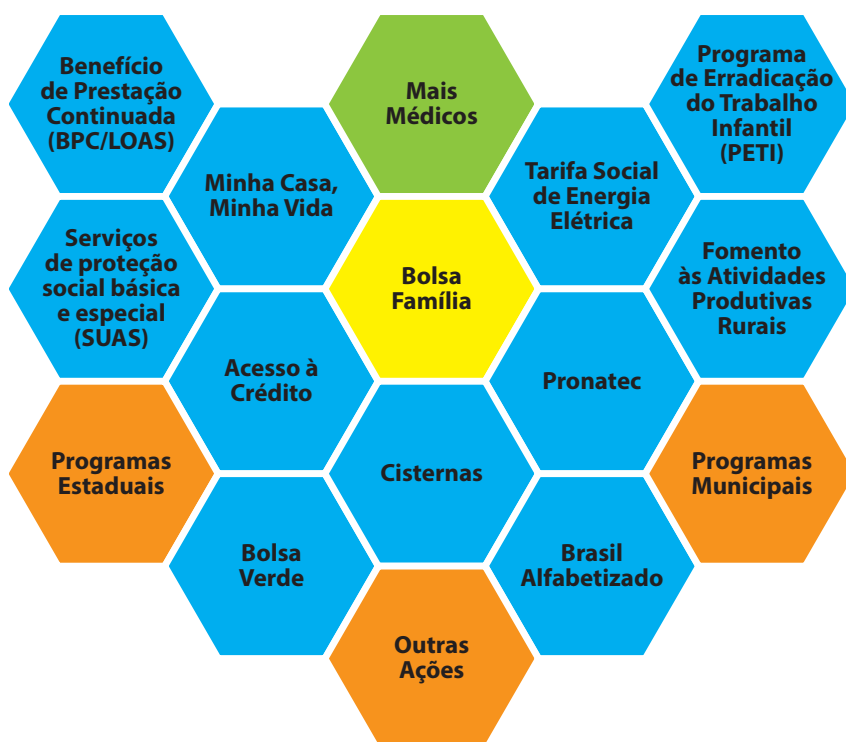 Benefício
de Prestação
Continuada
(BPC/LOAS)
Mais
Médicos
Programa
de Erradicação
do Trabalho
Infantil
(PETI)
Minha Casa,
Minha Vida
Tarifa Social
de Energia
Elétrica
Serviços
de proteção
social básica
e especial
(SUAS)
Bolsa
Família
Fomento
às Atividades
Produtivas
Rurais
Acesso à
Crédito
Pronatec
Programas
Estaduais
Cisternas
Programas
Municipais
Bolsa
Verde
Brasil
Alfabetizado
Outras
Ações